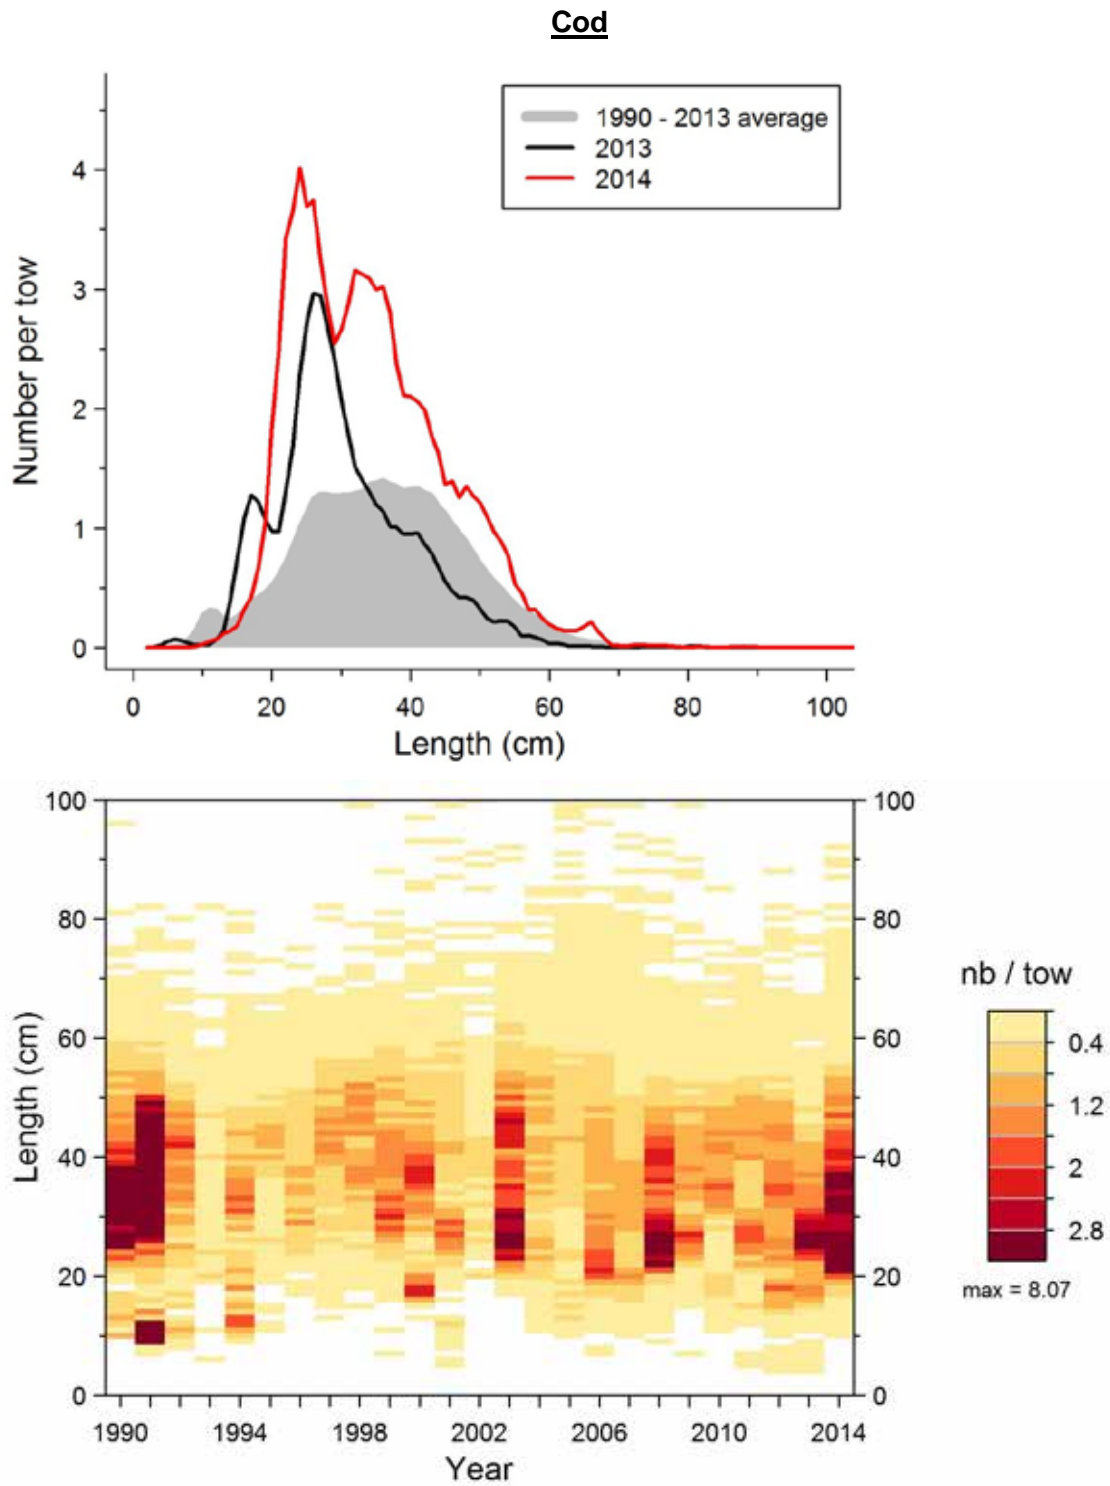 Cod
1990 - 2013 average
2013
2014
Number per tow
4
3
2
1
0
0 20 40 60 80 100
Length (cm)
100 100
80 80
60 60
40 40
20 20
0 0
Length (cm)
1990 1994 1998 2002 2006 2010 2014
Year
nb / tow
0.4
1.2
2
2.8
max = 8.07